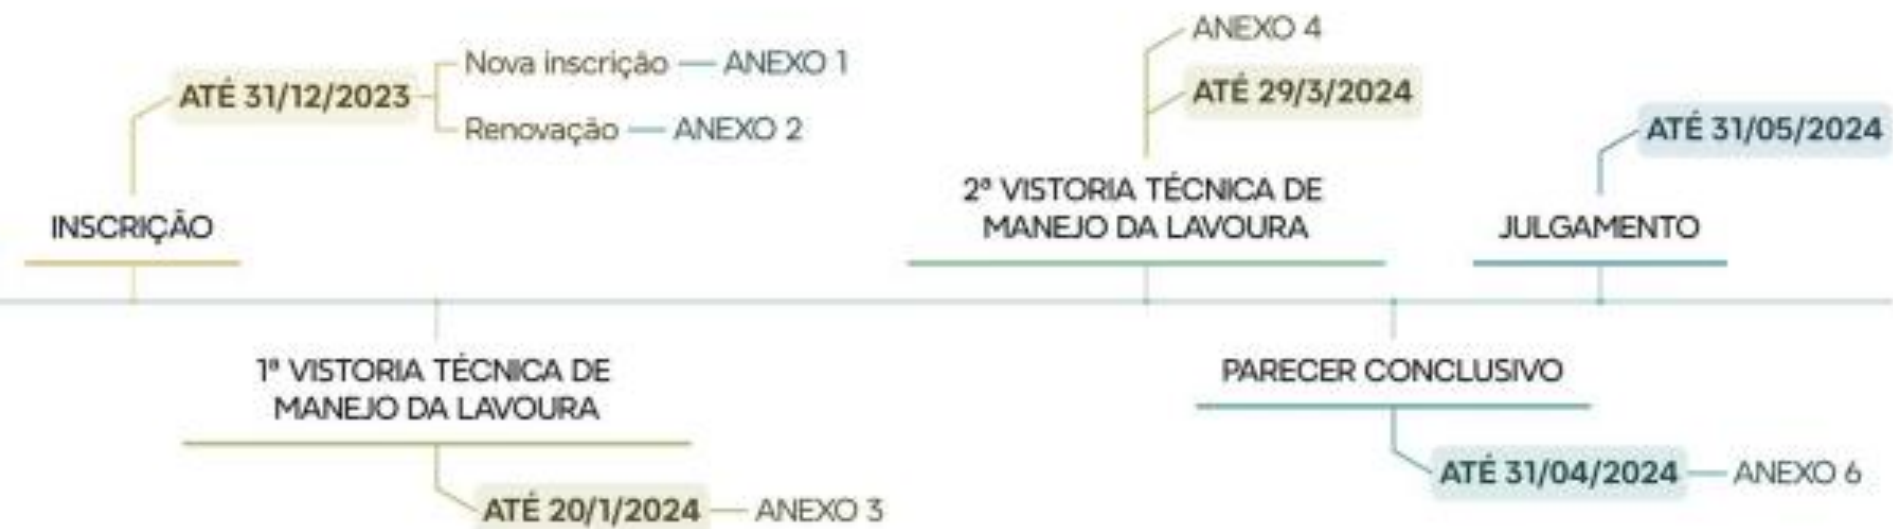 ANEXO 4
Nova inscrição — ANEXO 1
ATÉ 31/12/2023
ATÉ 29/3/2024
Renovação — ANEXO 2
ATÉ 31/05/2024
2ª VISTORIA TÉCNICA DE
MANEJO DA LAVOURA
INSCRIÇÃO
JULGAMENTO
1ª VISTORIA TÉCNICA DE
MANEJO DA LAVOURA
PARECER CONCLUSIVO
ATÉ 31/04/2024 — ANEXO 6
ATÉ 20/1/2024 — ANEXO 3